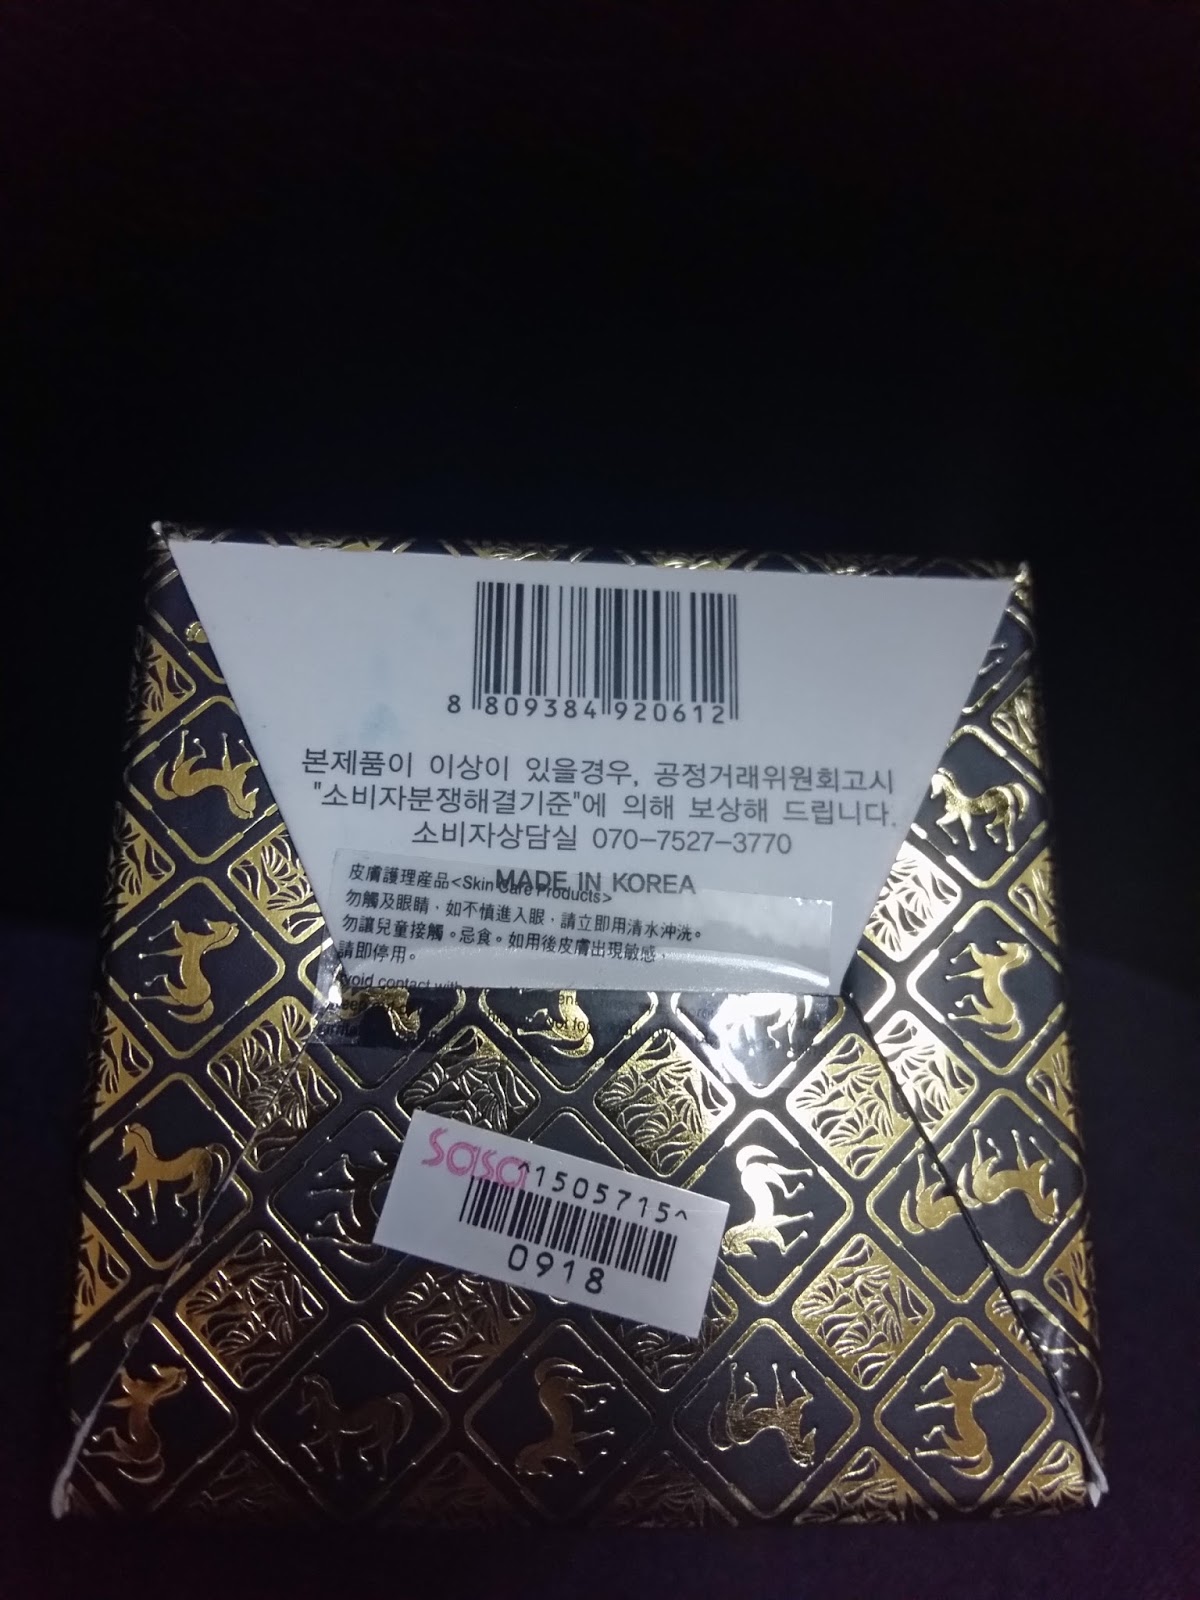 8 809384 920612
본제품이 이상이 있을경우, 공정거래위원회고시
"소비자분쟁해결기준"에 의해 보상해 드립니다.
소비자상담실 070-7527-3770
MADE IN KOREA
皮膚護理産品<Skin Care Products>
勿觸及眼睛，如不慎進入眼，請立即用清水沖洗。
勿讓兒童接觸。忌食。如用後皮膚出現敏感，
請即停用。
Avoid contact with
sasa ^1505715^
0918